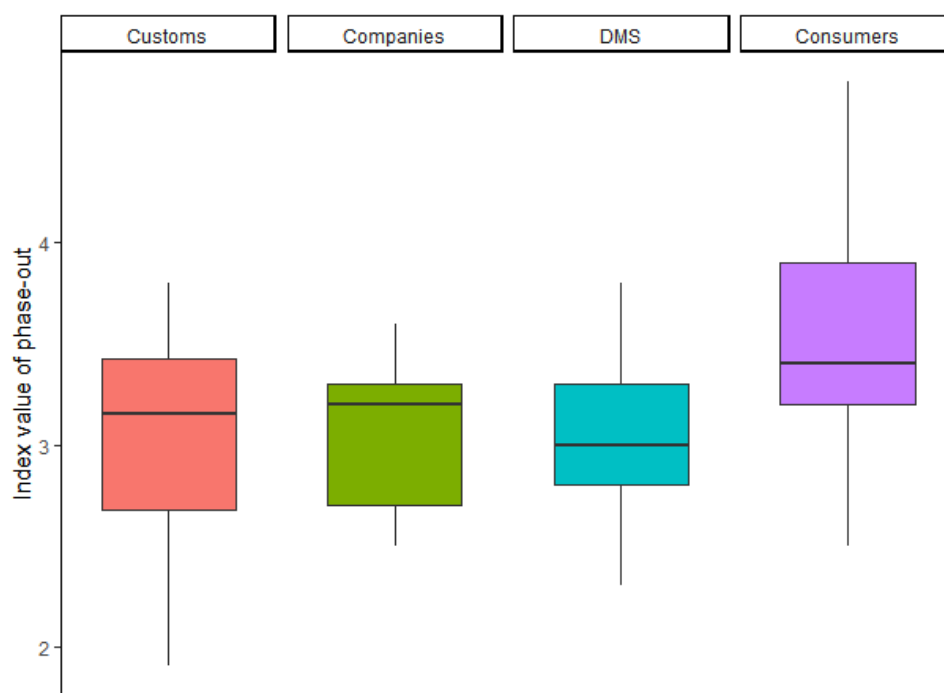 Customs
Companies
DMS
Consumers
Index value of phase-out
4
3
2